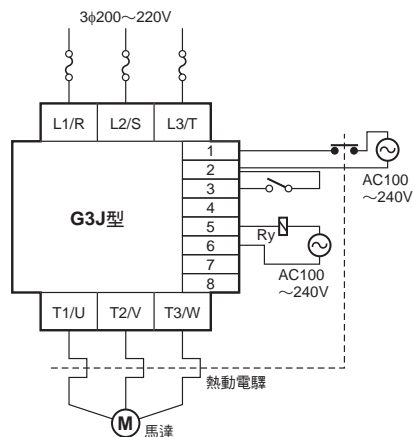 3ϕ200～220V
L1/R L2/S L3/T
1
2
3
4
5
6
7
8
G3J型
AC100
～240V
Ry
AC100
～240V
T1/U T2/V T3/W
熱動電驛
M
馬達